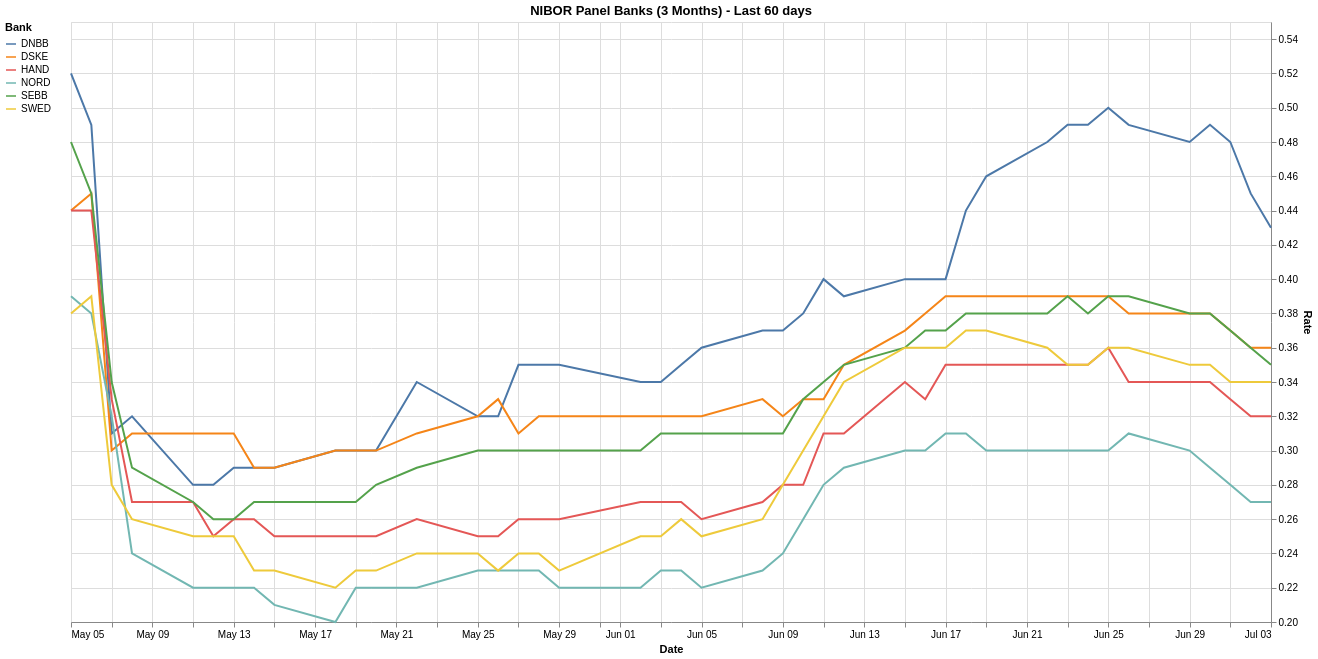 NIBOR Panel Banks (3 Months) - Last 60 days
Bank
DNBB
DSKE
HAND
NORD
SEBB
SWED
0.54
0.52
0.50
0.48
0.46
0.44
0.42
0.40
0.38
0.36
0.34
0.32
0.30
0.28
0.26
0.24
0.22
0.20
Rate
May 05 May 09 May 13 May 17 May 21 May 25 May 29 Jun 01 Jun 05 Jun 09 Jun 13 Jun 17 Jun 21 Jun 25 Jun 29 Jul 03
Date